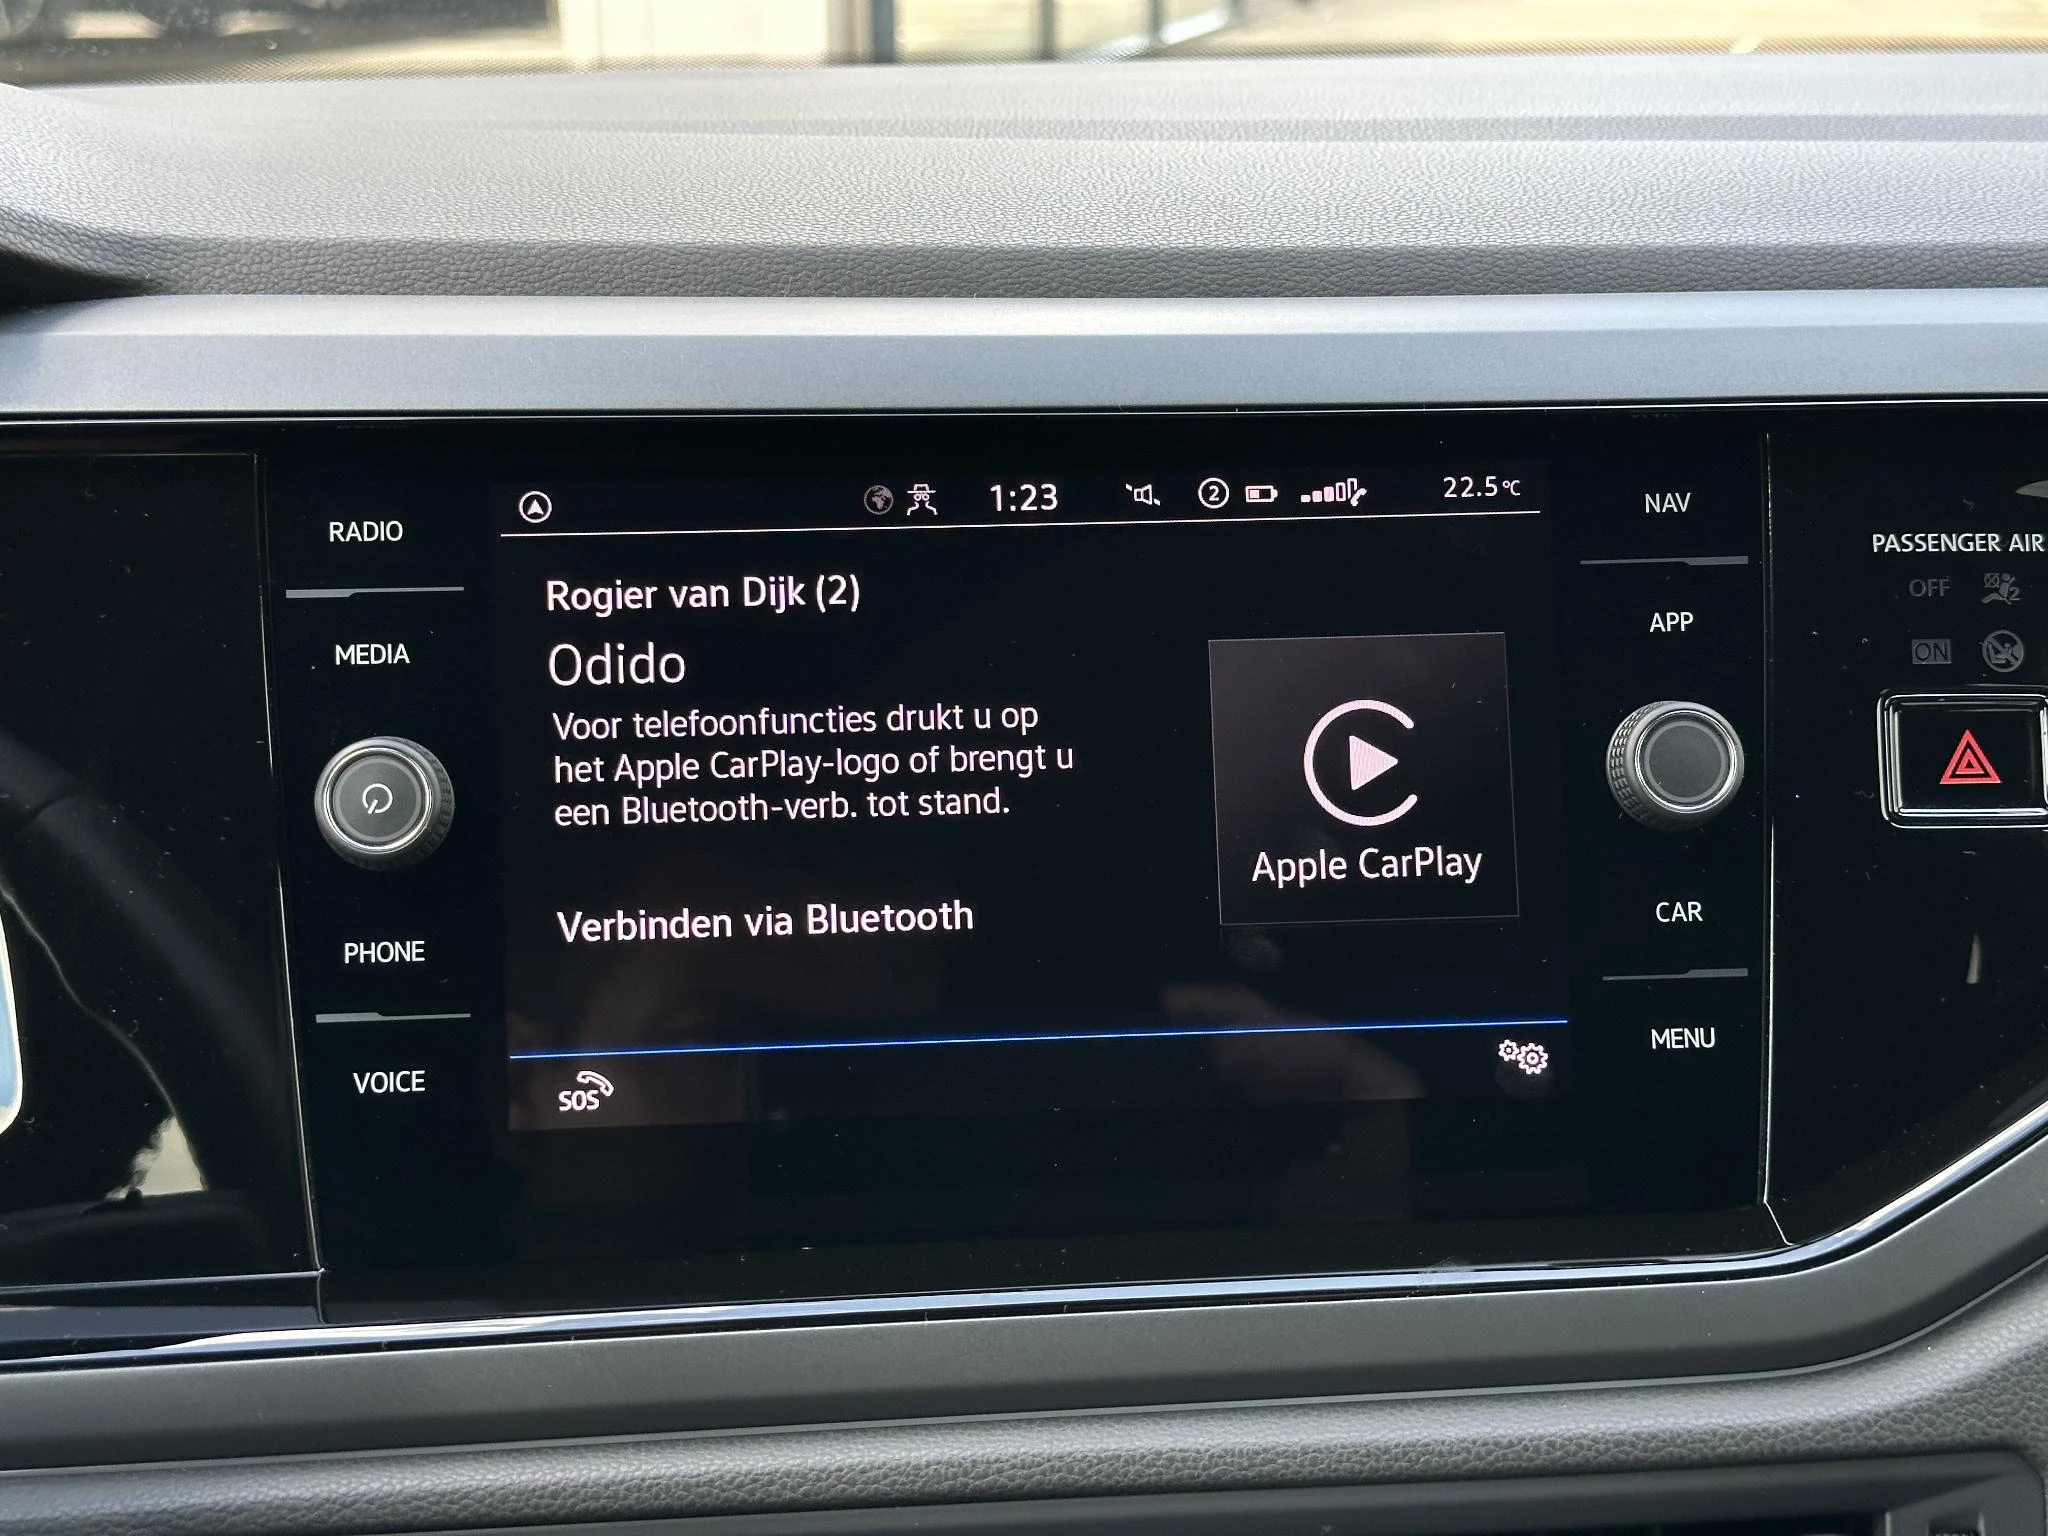 RADIO
MEDIA
PHONE
VOICE
1:23
2
22.5°C
Rogier van Dijk (2)
Odido
Voor telefoonfuncties drukt u op
het Apple CarPlay-logo of brengt u
een Bluetooth-verb. tot stand.
Apple CarPlay
Verbinden via Bluetooth
SOS
NAV
APP
CAR
MENU
PASSENGER AIR
OFF
2
ON